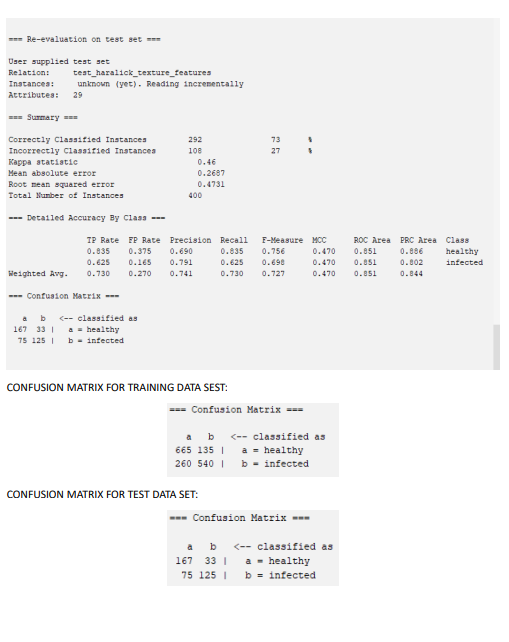 === Re-evaluation on test set ===
User supplied test set
Relation: test_haralick_texture_features
Instances: unknown (yet). Reading incrementally
Attributes: 29
=== Summary ===
Correctly Classified Instances 292 73 %
Incorrectly Classified Instances 108 27 %
Kappa statistic 0.46
Mean absolute error 0.2687
Root mean squared error 0.4731
Total Number of Instances 400
=== Detailed Accuracy By Class ===
TP Rate FP Rate Precision Recall F-Measure MCC ROC Area PRC Area Class
0.835 0.375 0.690 0.835 0.756 0.470 0.851 0.886 healthy
0.625 0.165 0.791 0.625 0.698 0.470 0.851 0.802 infected
Weighted Avg. 0.730 0.270 0.741 0.730 0.727 0.470 0.851 0.844
=== Confusion Matrix ===
a b <-- classified as
167 33 | a = healthy
75 125 | b = infected
CONFUSION MATRIX FOR TRAINING DATA SEST:
=== Confusion Matrix ===
a b <-- classified as
665 135 | a = healthy
260 540 | b = infected
CONFUSION MATRIX FOR TEST DATA SET:
=== Confusion Matrix ===
a b <-- classified as
167 33 | a = healthy
75 125 | b = infected